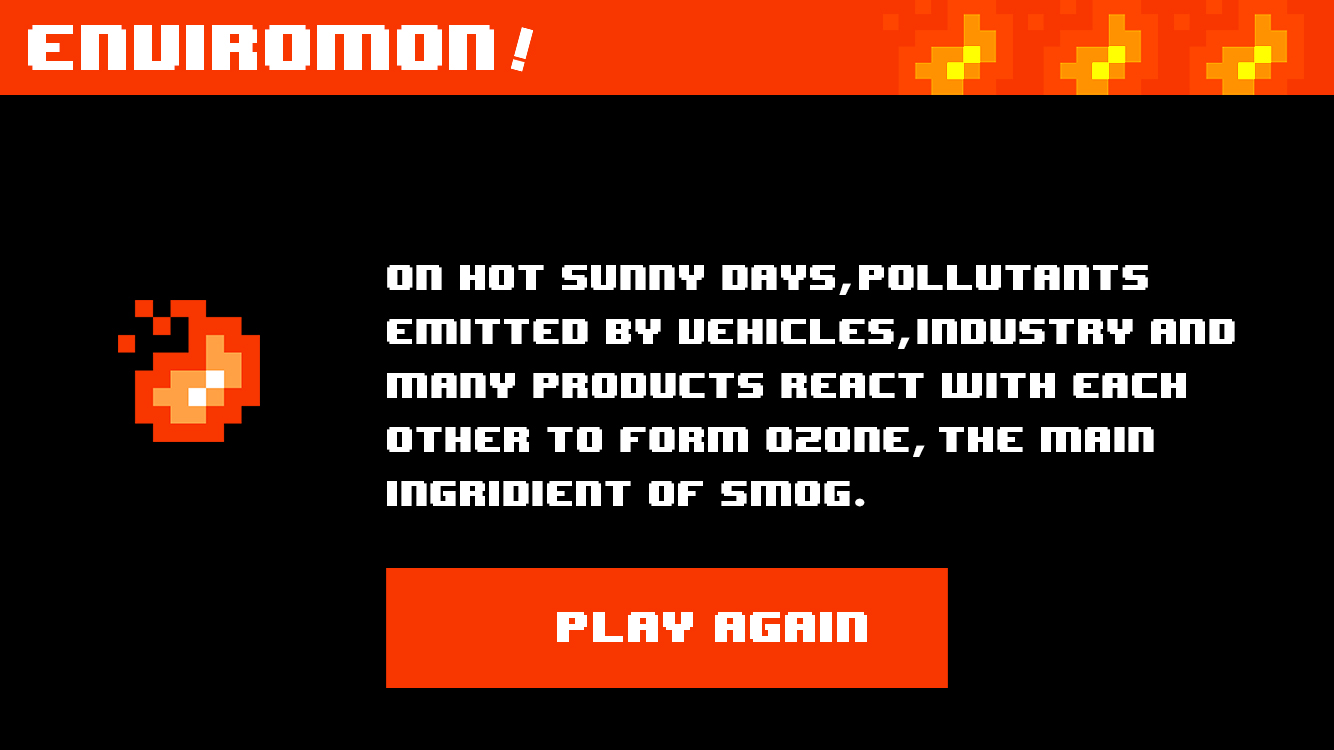 ENVIROMON!
ON HOT SUNNY DAYS,POLLUTANTS
EMITTED BY VEHICLES,INDUSTRY AND
MANY PRODUCTS REACT WITH EACH
OTHER TO FORM OZONE, THE MAIN
INGRIDIENT OF SMOG.
PLAY AGAIN